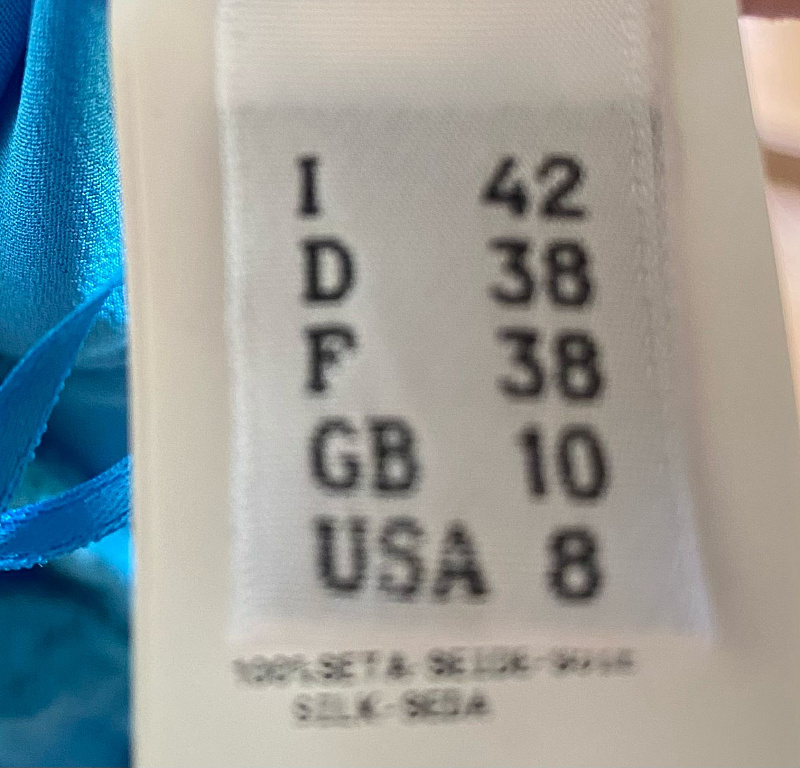 I 42
D 38
F 38
GB 10
USA 8
100%SETA SEIDE-SOIE
SILK-SEDA